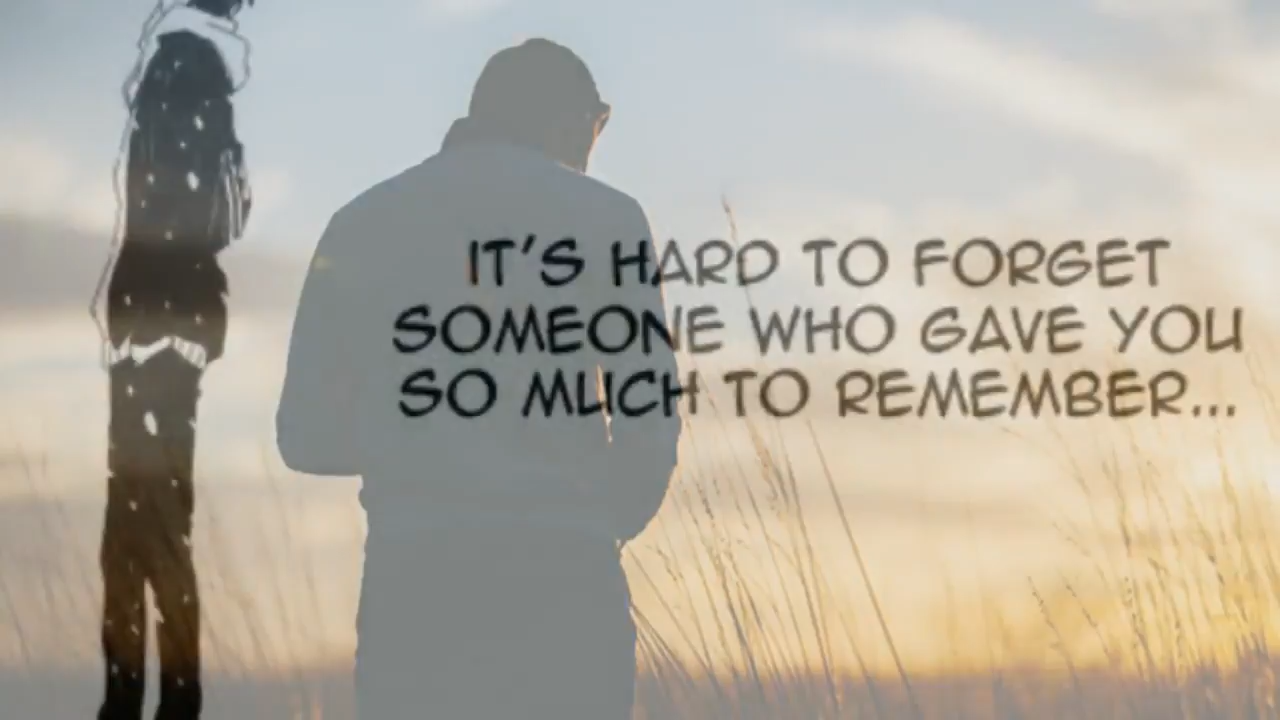 IT'S HARD TO FORGET
SOMEONE WHO GAVE YOU
SO MUCH TO REMEMBER...